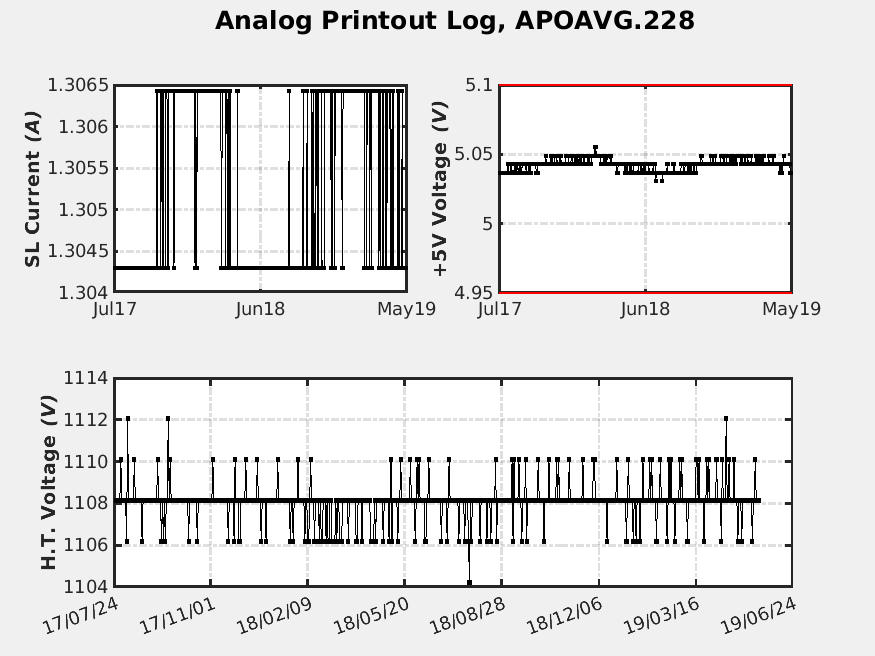 Analog Printout Log, APOAVG.228
SL Current (A)
1.3065
1.306
1.3055
1.305
1.3045
1.304
Jul17 Jun18 May19
+5V Voltage (V)
5.1
5.05
5
4.95
Jul17 Jun18 May19
H.T. Voltage (V)
1114
1112
1110
1108
1106
1104
17/07/24 17/11/01 18/02/09 18/05/20 18/08/28 18/12/06 19/03/16 19/06/24